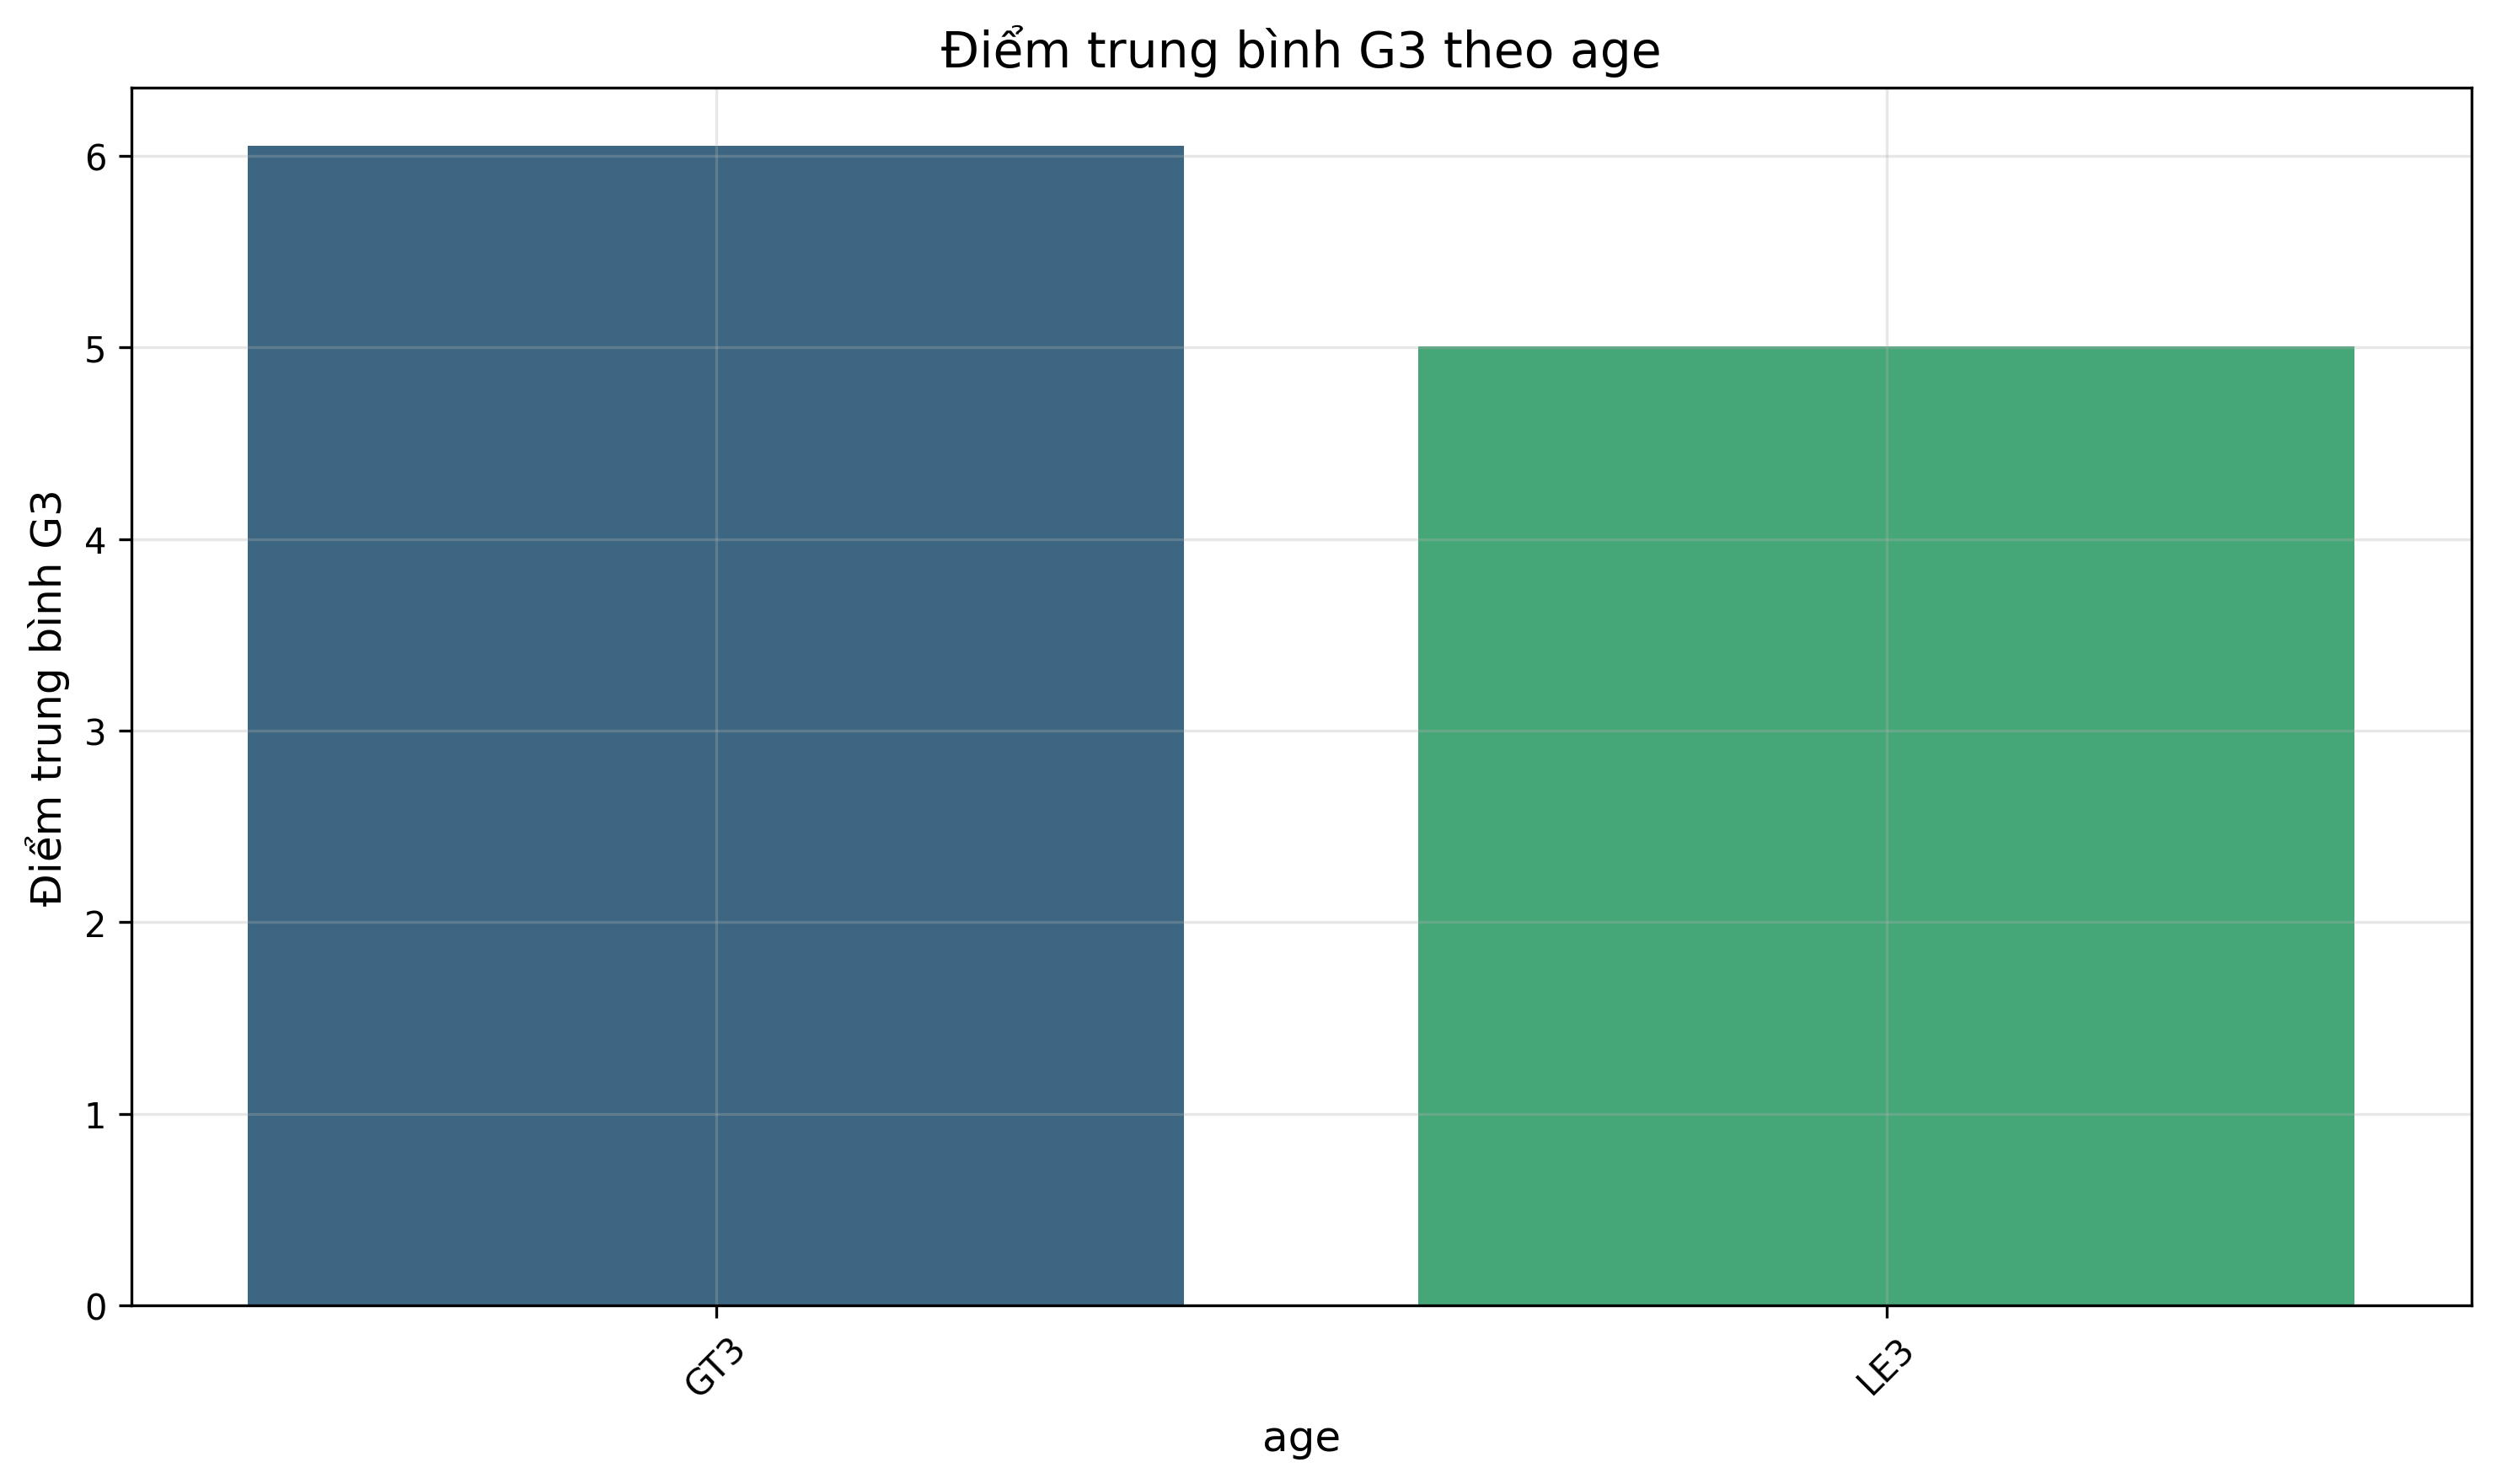 Điểm trung bình G3 theo age
Điểm trung bình G3
6
5
4
3
2
1
0
GT3
LE3
age